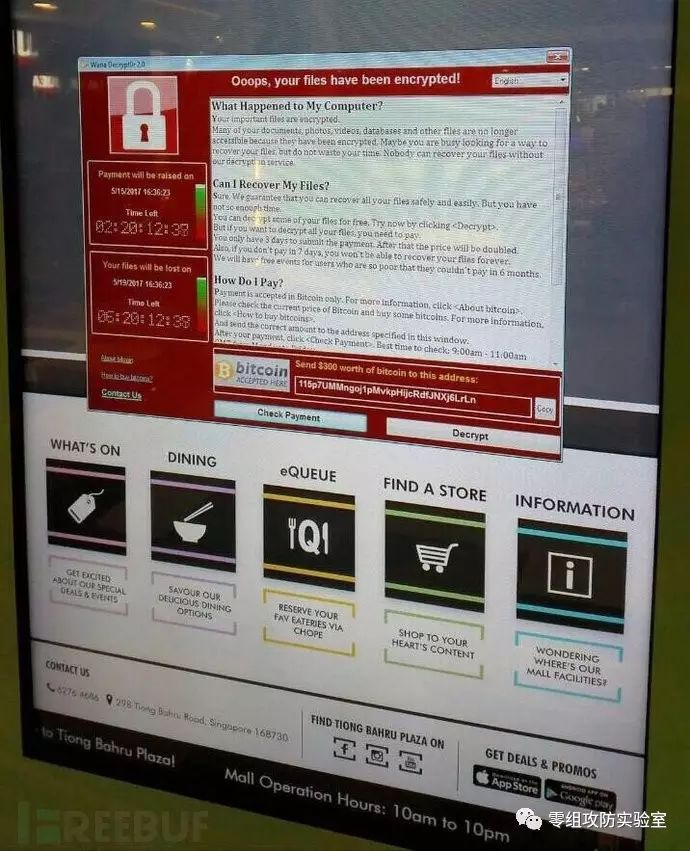 Wana Decrypt0r 2.0
Ooops, your files have been encrypted!
English
What Happened to My Computer?
Your important files are encrypted.
Many of your documents, photos, videos, databases and other files are no longer
accessible because they have been encrypted. Maybe you are busy looking for a way to
recover your files, but do not waste your time. Nobody can recover your files without
our decryption service.
Can I Recover My Files?
Sure. We guarantee that you can recover all your files safely and easily. But you have
not so enough time.
You can decrypt some of your files for free. Try now by clicking <Decrypt>.
But if you want to decrypt all your files, you need to pay.
You only have 3 days to submit the payment. After that the price will be doubled.
Also, if you don't pay in 7 days, you won't be able to recover your files forever.
We will have free events for users who are so poor that they couldn't pay in 6 months.
How Do I Pay?
Payment is accepted in Bitcoin only. For more information, click <About bitcoin>.
Please check the current price of Bitcoin and buy some bitcoins. For more information,
click <How to buy bitcoins>.
And send the correct amount to the address specified in this window.
After your payment, click <Check Payment>. Best time to check: 9:00am - 11:00am
Payment will be raised on
5/15/2017 16:36:23
Time Left
02:20:12:37
Your files will be lost on
5/19/2017 16:36:23
Time Left
06:20:12:38
About bitcoin
How to buy bitcoins?
Contact Us
bitcoin
ACCEPTED HERE
Send $300 worth of bitcoin to this address:
115p7UMMngoj1pMvkpHijcRdfJNXj6LrLn
Copy
Check Payment
Decrypt
WHAT'S ON
GET EXCITED
ABOUT OUR SPECIAL
DEALS & EVENTS
DINING
SAVOUR OUR
DELICIOUS DINING
OPTIONS
eQUEUE
Q
RESERVE YOUR
FAV EATERIES VIA
CHOPE
FIND A STORE
SHOP TO YOUR
HEART'S CONTENT
INFORMATION
i
WONDERING
WHERE'S OUR
MALL FACILITIES?
CONTACT US
6276 4686
298 Tiong Bahru Road, Singapore 168730
FIND TIONG BAHRU PLAZA ON
f
You
GET DEALS & PROMOS
App Store
ANDROID APP ON
Google play
to Tiong Bahru Plaza!
Mall Operation Hours: 10am to 10pm
FREEBUF
零组攻防实验室